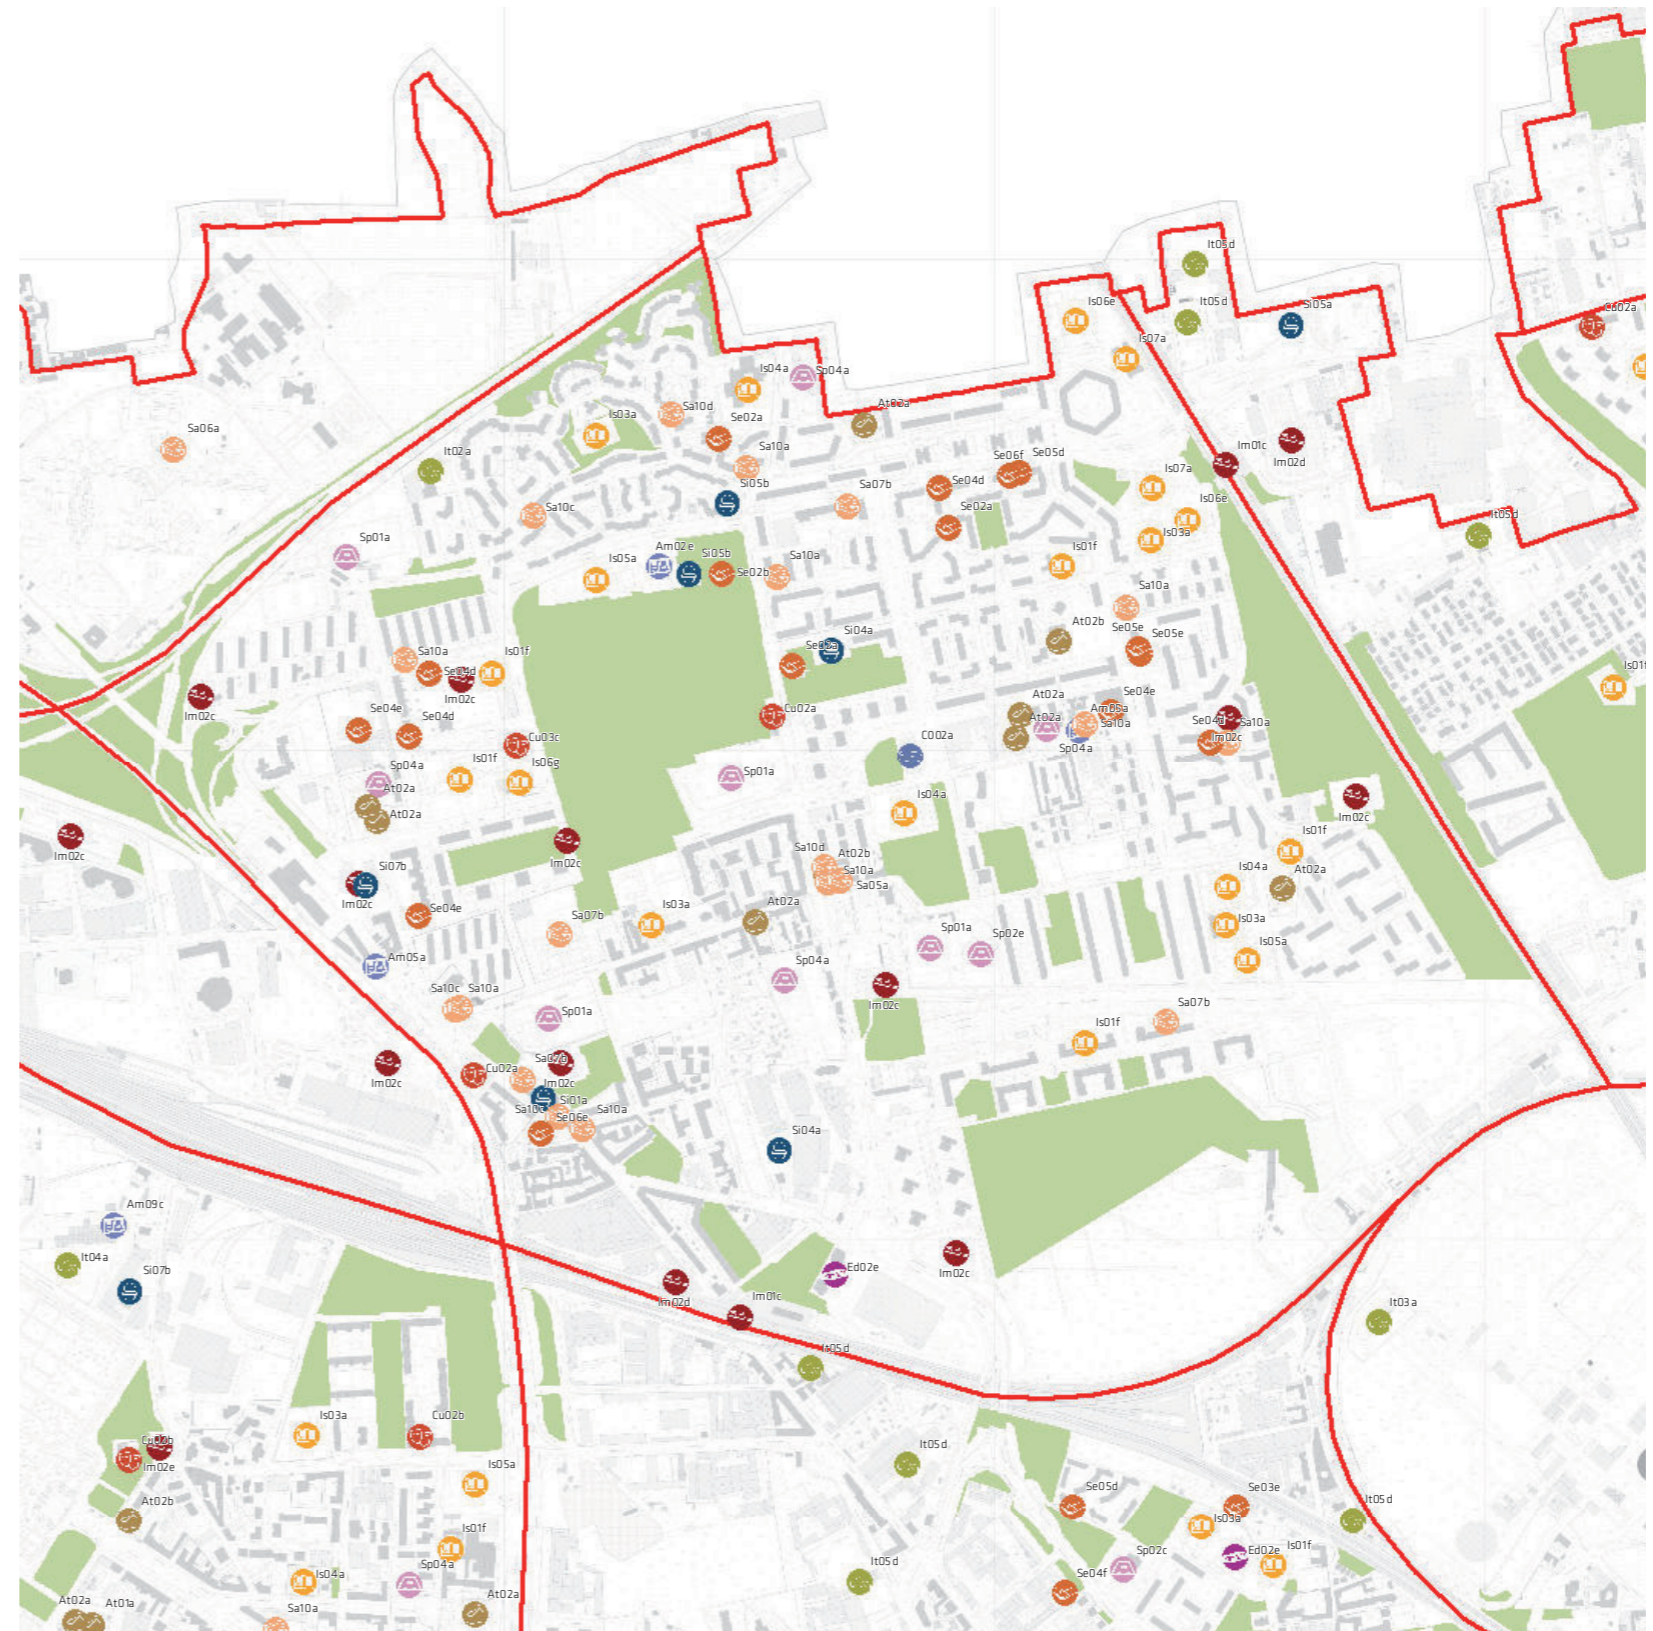 It05d
Is06e
It05d
Si05a
Cu02a
Is07a
Is04a
Sp04a
Sa10d
Is03a
Se02a
At02a
Sa06a
It02a
Sa10a
Im01c
Im02d
Se06f
Se05d
Is07a
Si05b
Sa07b
Se04d
Sa10c
Se02a
Is06e
It05d
Sp01a
Is03a
Am02e
Si05b
Is05a
Se02b
Sa10a
Is01f
Sa10a
At02b
Se05e
Se05e
Si04a
Se02a
Sa10a
Is01f
Se04d
Im02c
Is01f
Im02c
Se04e
Se04d
Cu02a
At02a
Se04e
Am05a
At02a
Sa10a
Sp04a
Se04d
Sa10a
Im02c
Cu03c
C002a
Sp04a
Is01f
Is06g
Sp01a
At02a
Is04a
At02a
Im02c
Im02c
Is01f
Im02c
Si07b
Sa10d
At02b
Sa10a
Sa05a
Is04a
At02a
Im02c
Se04e
Sa07b
Is03a
At02a
Is03a
Sp01a
Sp02e
Am05a
Sp04a
Is05a
Sa10c
Sa10a
Im02c
Sp01a
Sa07b
Is01f
Cu02a
Sa07b
Im02c
Im02c
Si01a
Sa10c
Se06e
Sa10a
Si04a
Am09c
It04a
Si07b
Ed02e
Im02c
Im02d
Im01c
It03a
It05d
Is03a
Cu02b
Cu02b
Im02e
It05d
Is05a
At02b
Se05d
Se03e
It05d
Is03a
Is01f
Ed02e
Is01f
Sp04a
Is04a
It05d
Sp02c
Se04f
At02a
At01a
Sa10a
At02a